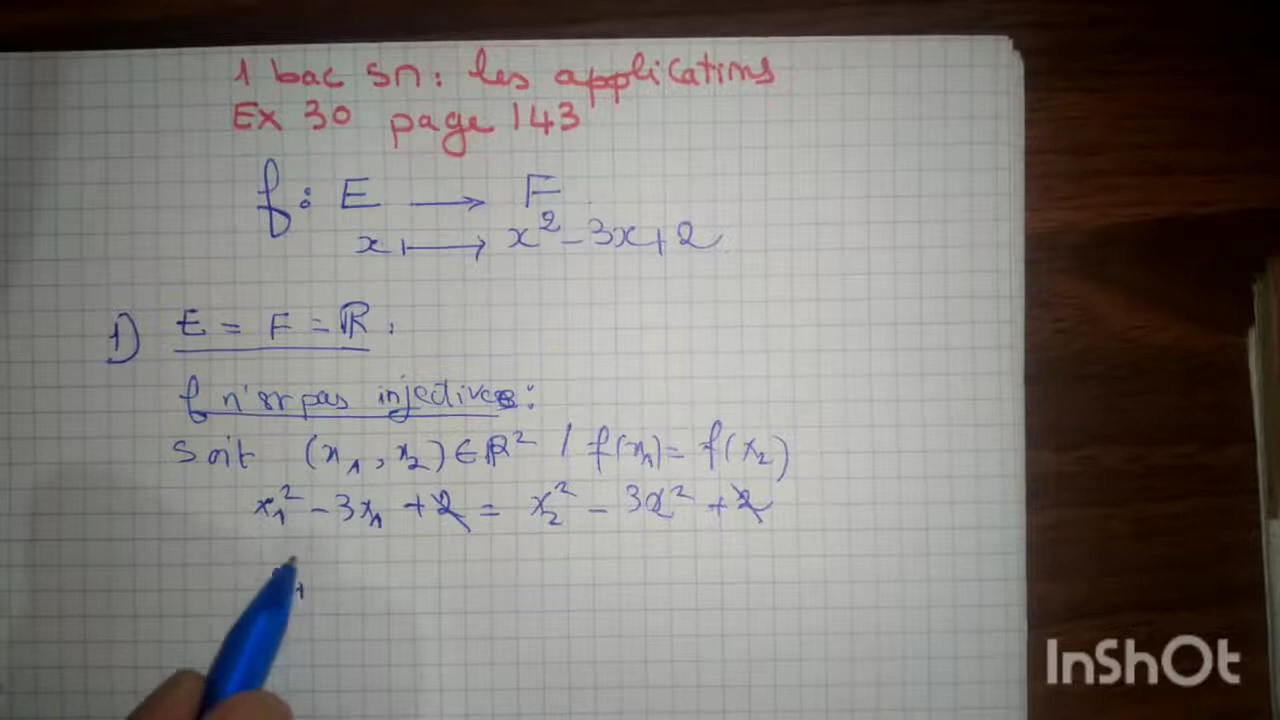 1 bac Sn : les applications
Ex 30 page 143
f : E ⟶ F
x ⟼ x² - 3x + 2
1) E = F = ℝ .
f n'est pas injective :
Soit (x₁, x₂) ∈ ℝ² / f(x₁) = f(x₂)
x₁² - 3x₁ + 2 = x₂² - 3x² + 2
InShOt